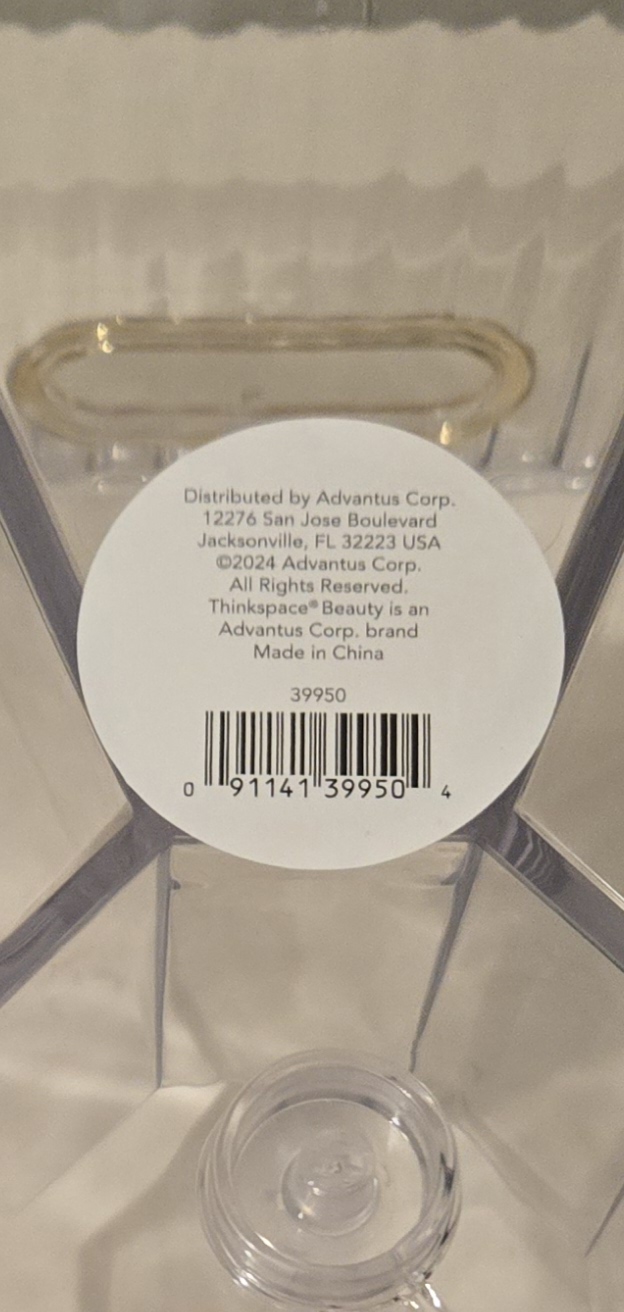 Distributed by Advantus Corp.
12276 San Jose Boulevard
Jacksonville, FL 32223 USA
©2024 Advantus Corp.
All Rights Reserved.
Thinkspace® Beauty is an
Advantus Corp. brand
Made in China
39950
0 91141 39950 4